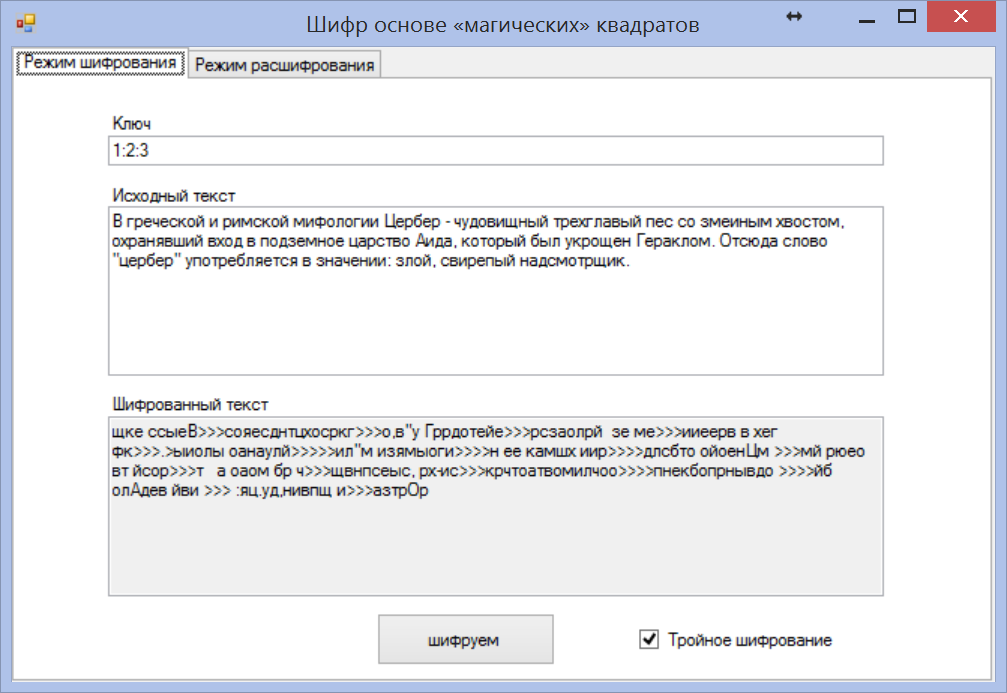 Шифр основе «магических» квадратов
Режим шифрования
Режим расшифрования
Ключ
1:2:3
Исходный текст
В греческой и римской мифологии Цербер - чудовищный трехглавый пес со змеиным хвостом,
охранявший вход в подземное царство Аида, который был укрощен Гераклом. Отсюда слово
"цербер" употребляется в значении: злой, свирепый надсмотрщик.
Шифрованный текст
щке ссыеВ>>>сояесднтцхосркг>>>о,в"у Гррдотейе>>>рсзаолрй  зе ме>>>ииеерв в хег
фк>>>.>ыиолы оанаулй>>>>>ил"м изямыоги>>>>н ее камшх иир>>>>длсбто ойоенЦм >>>мй рюео
вт йсор>>>т   а оаом бр ч>>>щвнпсеыс, рх-ис>>>крчтоатвомилчоо>>>>пнекбопрнывдо >>>>йб
олАдев йви >>> :яц.уд,нивпщ и>>>азтрОр
шифруем
Тройное шифрование